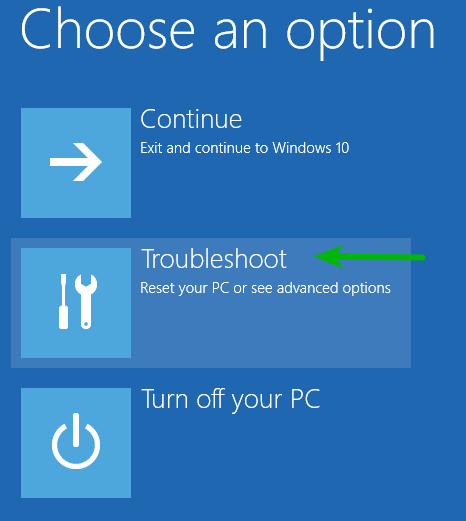 Choose an option
Continue
Exit and continue to Windows 10
Troubleshoot
Reset your PC or see advanced options
Turn off your PC